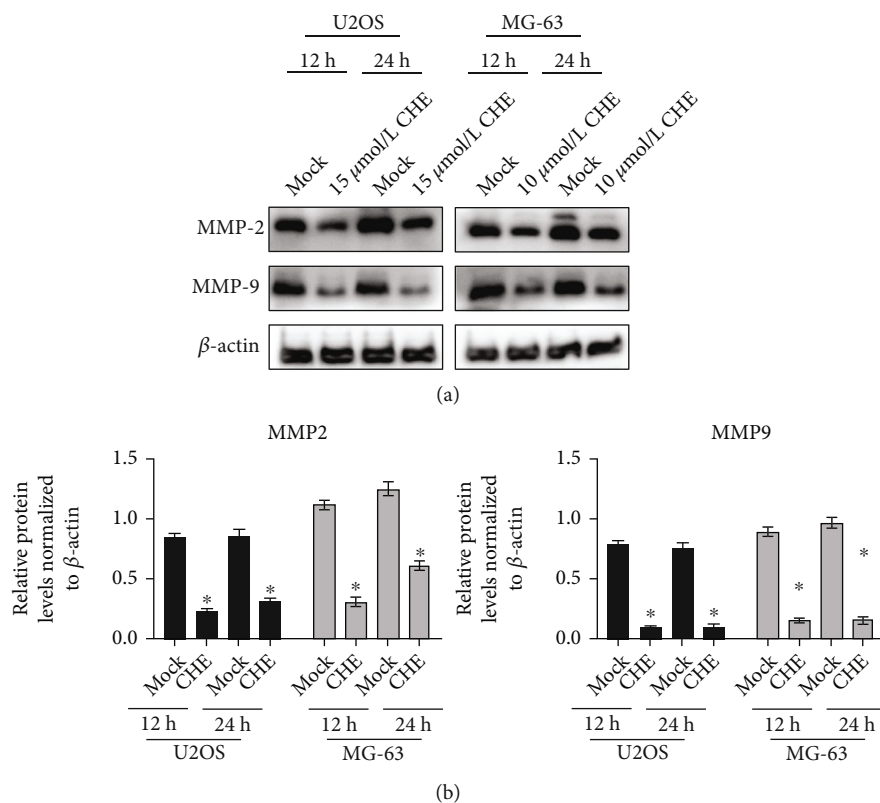 U2OS MG-63
12 h 24 h 12 h 24 h
Mock 15 μmol/L CHE Mock 15 μmol/L CHE Mock 10 μmol/L CHE Mock 10 μmol/L CHE
MMP-2
MMP-9
β-actin
(a)
MMP2
Relative protein
levels normalized
to β-actin
1.5
1.0
0.5
0.0
* * * *
Mock CHE Mock CHE Mock CHE Mock CHE
12 h 24 h 12 h 24 h
U2OS MG-63
MMP9
Relative protein
levels normalized
to β-actin
1.5
1.0
0.5
0.0
* * * *
Mock CHE Mock CHE Mock CHE Mock CHE
12 h 24 h 12 h 24 h
U2OS MG-63
(b)